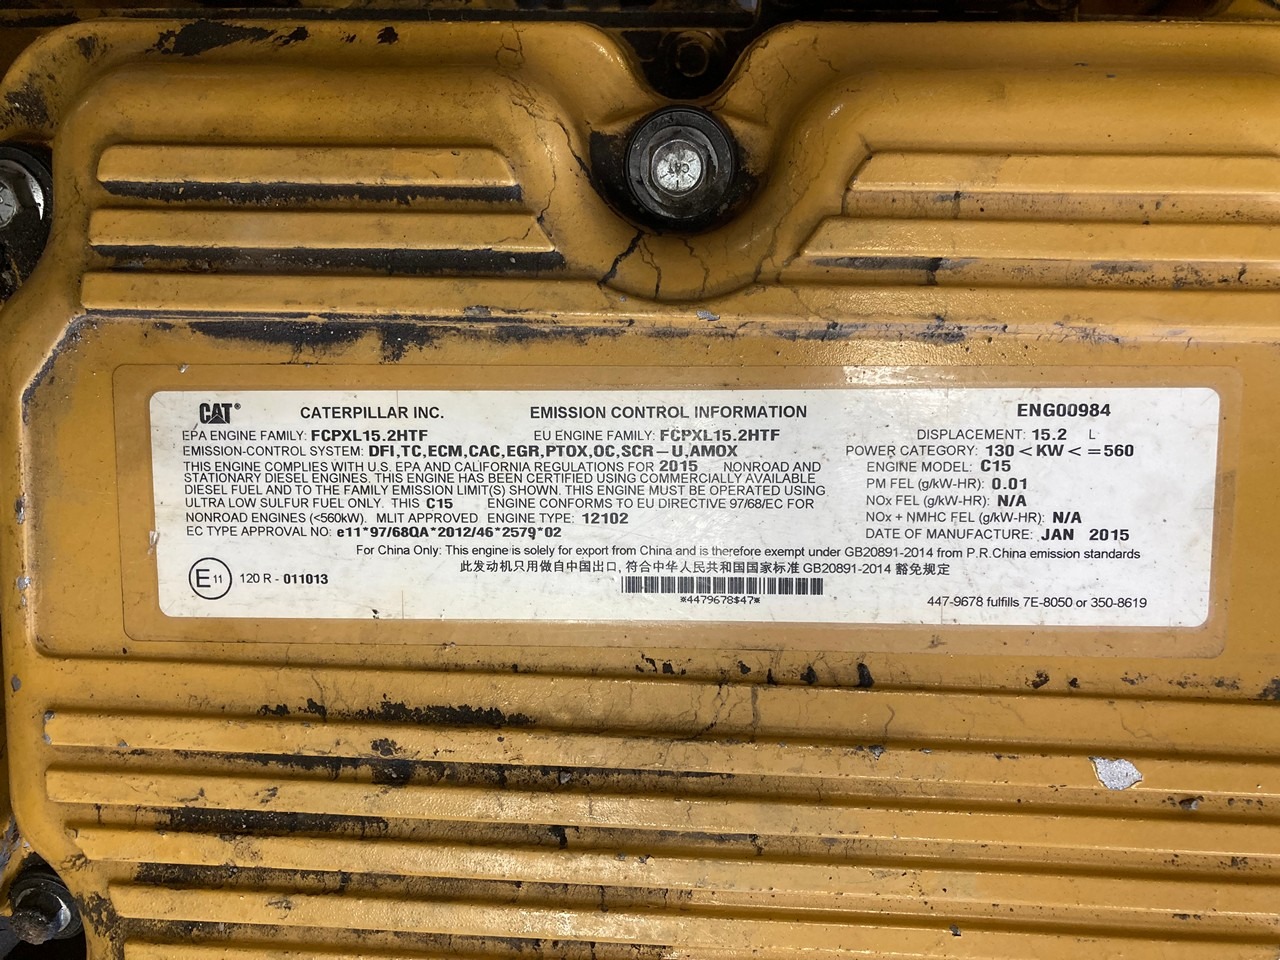 CAT
CAT® CATERPILLAR INC. EMISSION CONTROL INFORMATION ENG00984
EPA ENGINE FAMILY: FCPXL15.2HTF EU ENGINE FAMILY: FCPXL15.2HTF DISPLACEMENT: 15.2 L
EMISSION-CONTROL SYSTEM: DFI,TC,ECM,CAC,EGR,PTOX,OC,SCR-U,AMOX POWER CATEGORY: 130<KW<=560
THIS ENGINE COMPLIES WITH U.S. EPA AND CALIFORNIA REGULATIONS FOR 2015 NONROAD AND ENGINE MODEL: C15
STATIONARY DIESEL ENGINES. THIS ENGINE HAS BEEN CERTIFIED USING COMMERCIALLY AVAILABLE PM FEL (g/kW-HR): 0.01
DIESEL FUEL AND TO THE FAMILY EMISSION LIMIT(S) SHOWN. THIS ENGINE MUST BE OPERATED USING NOx FEL (g/kW-HR): N/A
ULTRA LOW SULFUR FUEL ONLY. THIS C15 ENGINE CONFORMS TO EU DIRECTIVE 97/68/EC FOR
NONROAD ENGINES (<560kW). MLIT APPROVED ENGINE TYPE: 12102 NOx + NMHC FEL (g/kW-HR): N/A
EC TYPE APPROVAL NO: e11*97/68QA*2012/46*2579*02 DATE OF MANUFACTURE: JAN 2015
For China Only: This engine is solely for export from China and is therefore exempt under GB20891-2014 from P.R.China emission standards
此发动机只用做自中国出口, 符合中华人民共和国国家标准 GB20891-2014 豁免规定
E11 120 R - 011013
*4479678$47*
447-9678 fulfills 7E-8050 or 350-8619